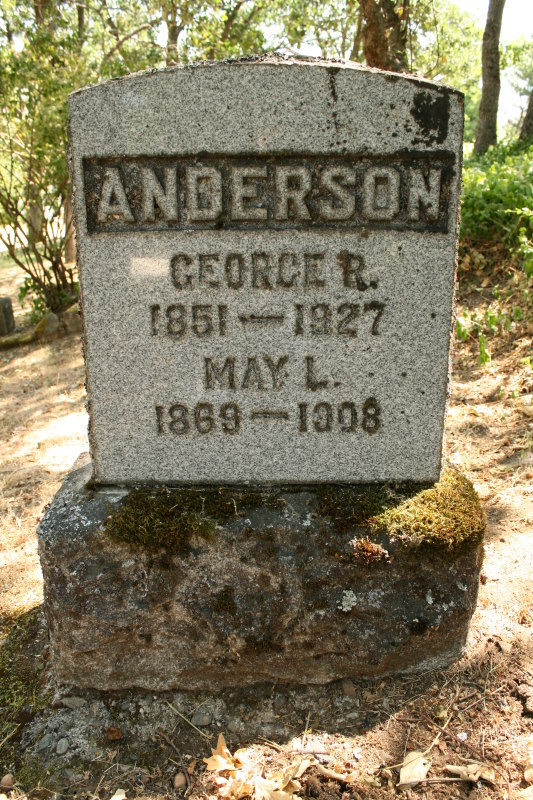 ANDERSON
GEORGE R.
1851 — 1927
MAY L.
1869 — 1908